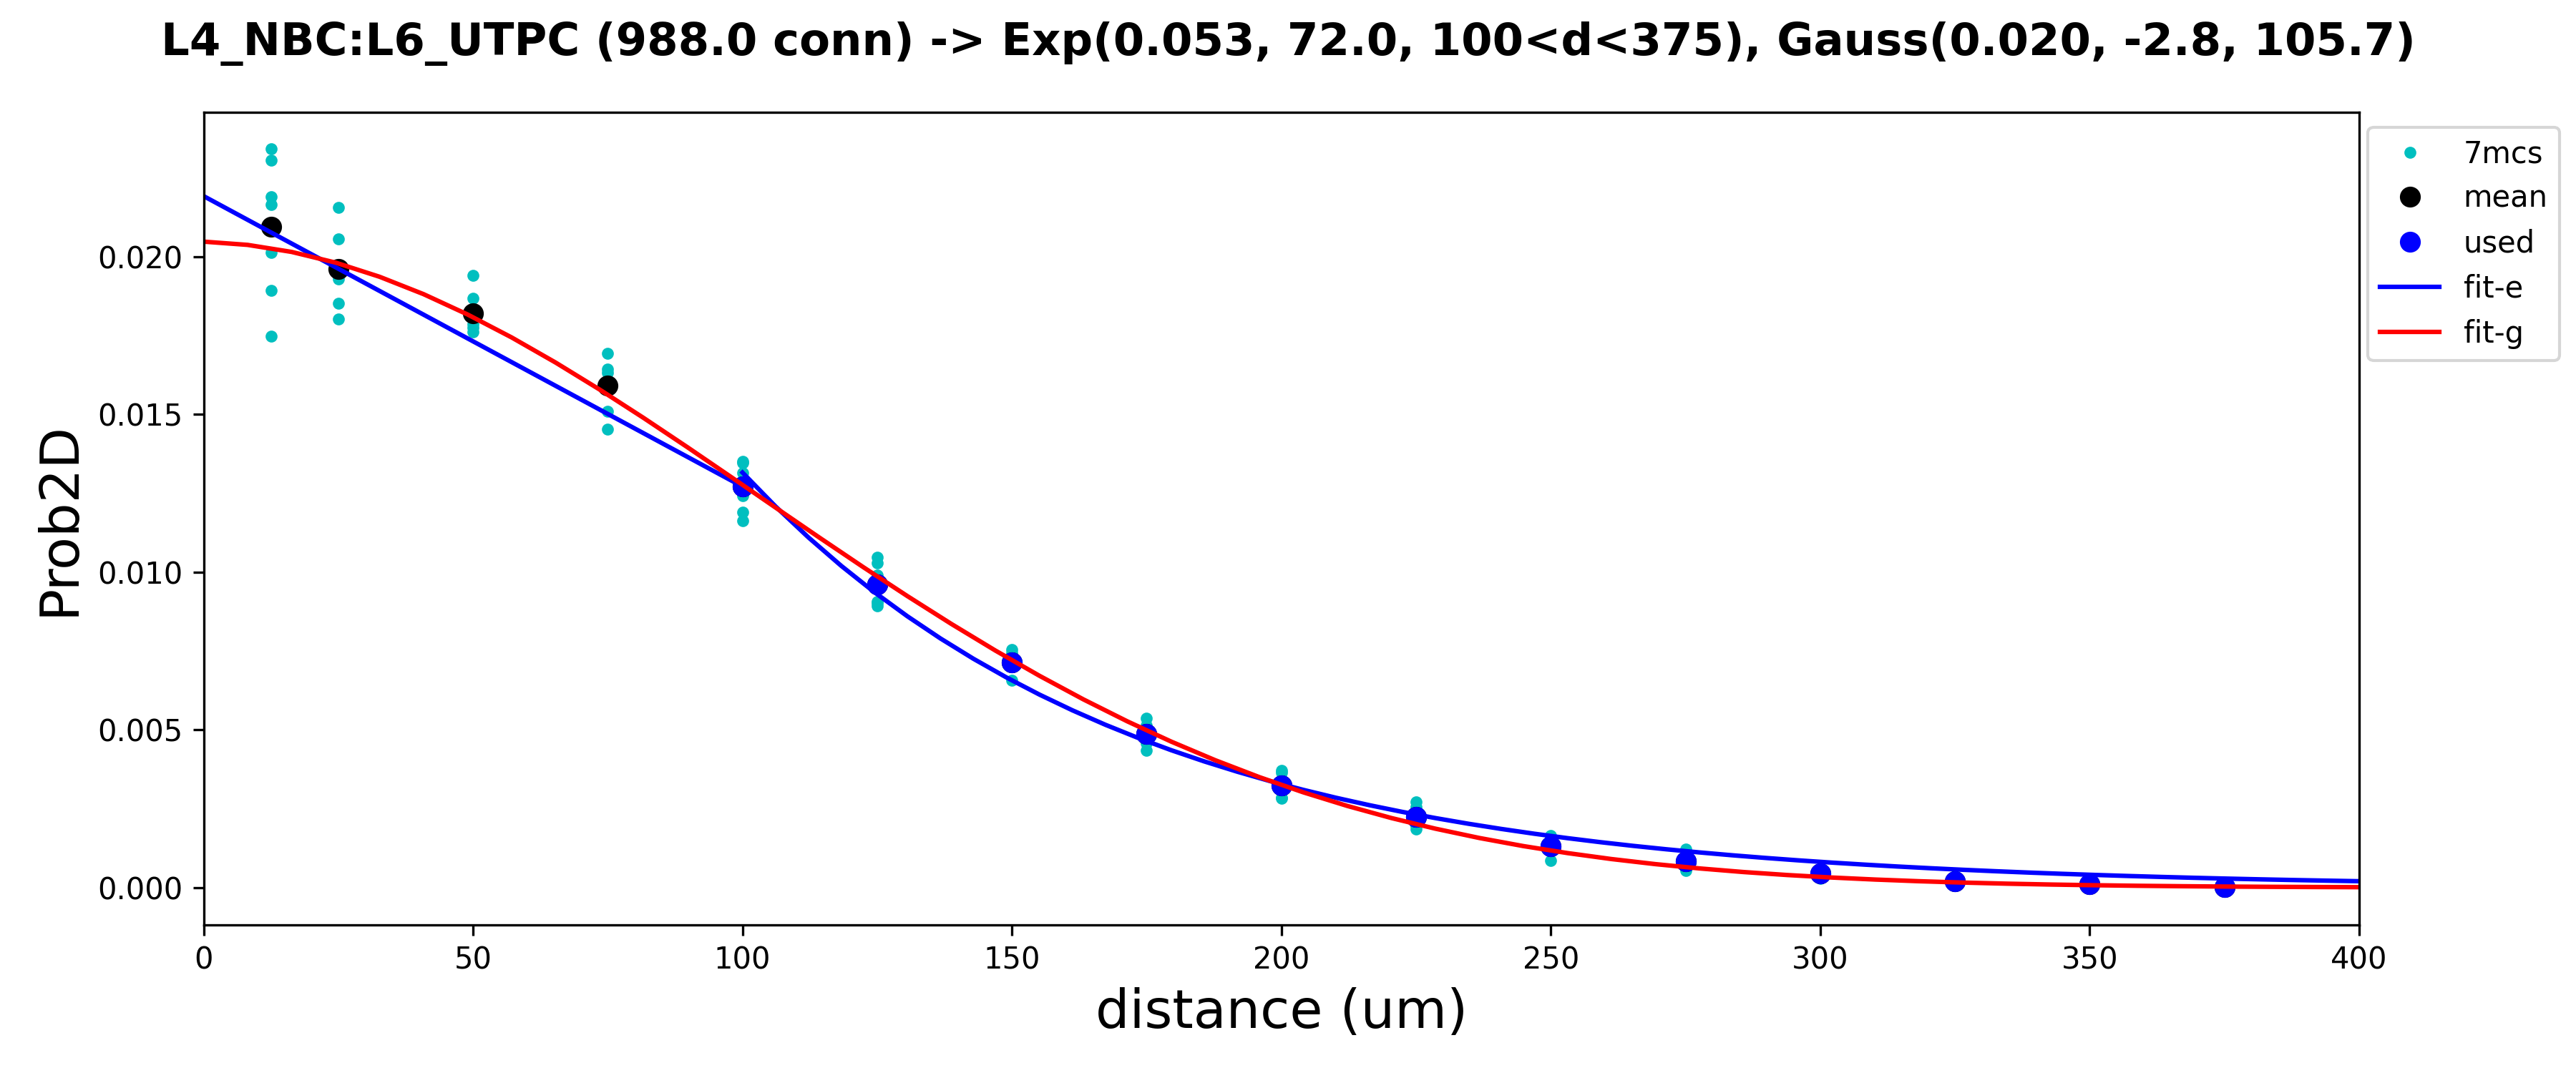 L4_NBC:L6_UTPC (988.0 conn) -> Exp(0.053, 72.0, 100<d<375), Gauss(0.020, -2.8, 105.7)
7mcs
mean
used
fit-e
fit-g
Prob2D
0.020
0.015
0.010
0.005
0.000
0 50 100 150 200 250 300 350 400
distance (um)